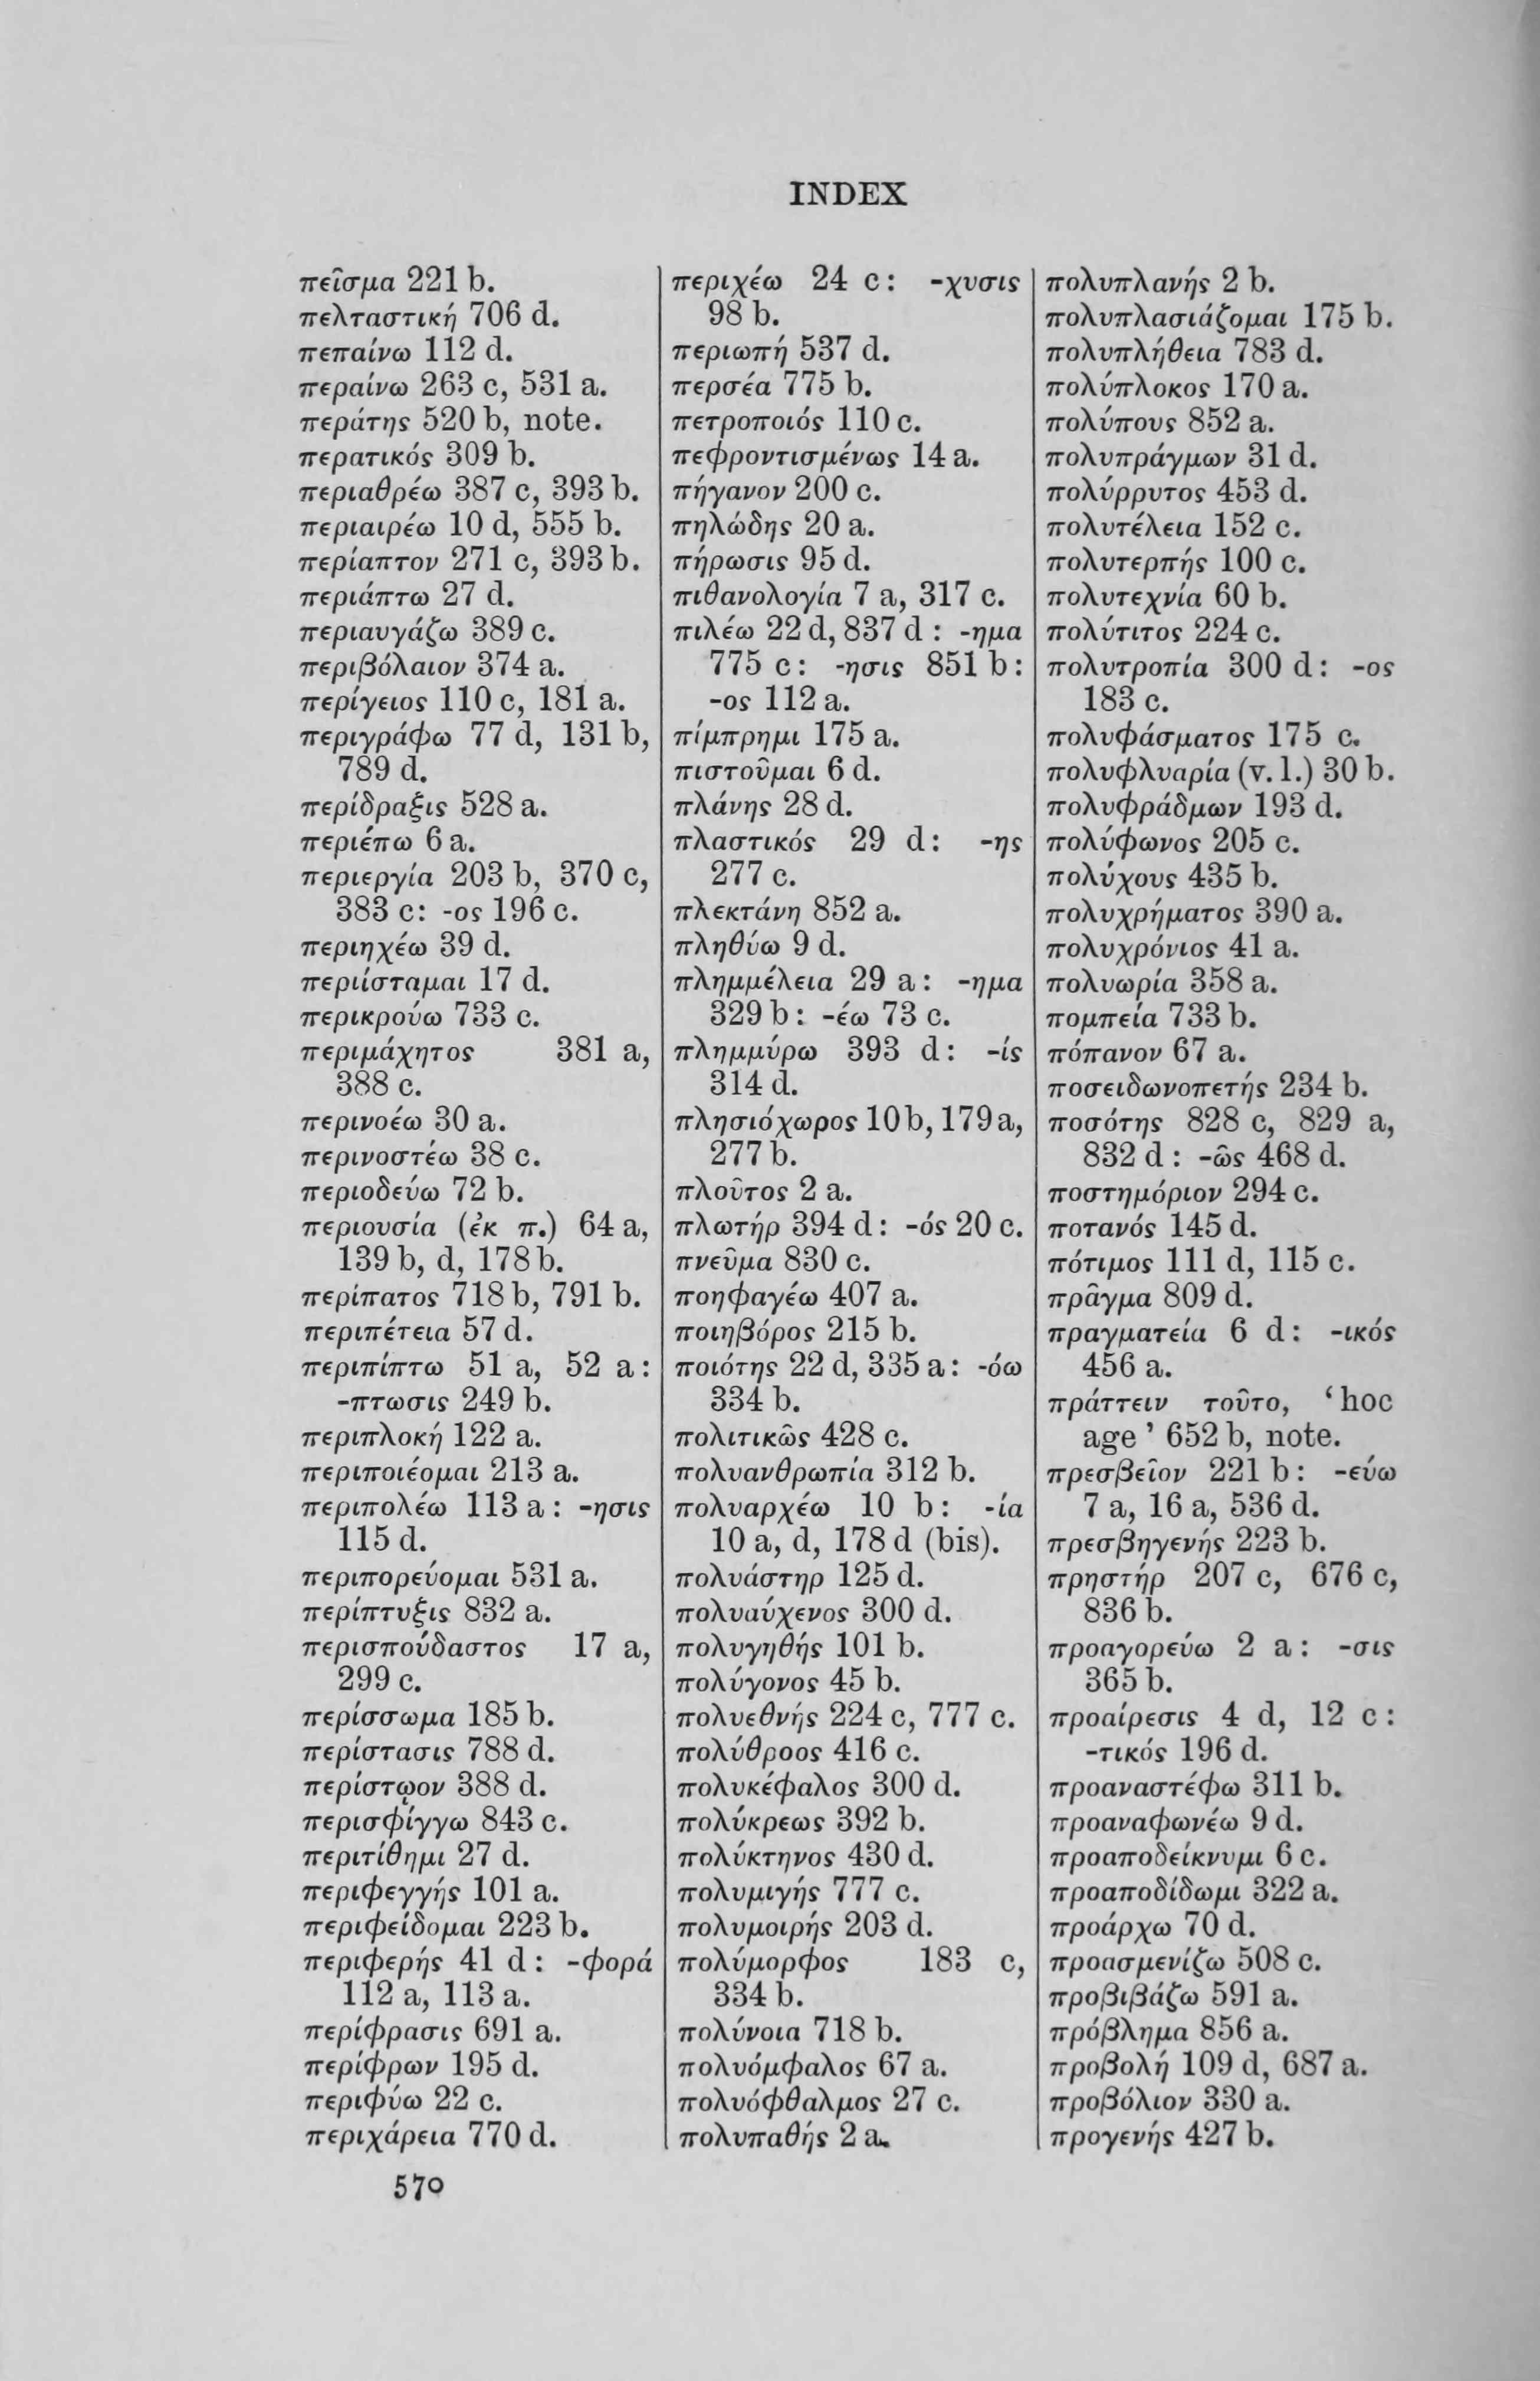 INDEX
πεῖσμα 221 b.
πελταστική 706 d.
πεπαίνω 112 d.
περαίνω 263 c, 531 a.
περάτης 520 b, note.
περατικός 309 b.
περιαθρέω 387 c, 393 b.
περιαιρέω 10 d, 555 b.
περίαπτον 271 c, 393 b.
περιάπτω 27 d.
περιαυγάζω 389 c.
περιβόλαιον 374 a.
περίγειος 110 c, 181 a.
περιγράφω 77 d, 131 b,
789 d.
περίδραξις 528 a.
περιέπω 6 a.
περιεργία 203 b, 370 c,
383 c: -ος 196 c.
περιηχέω 39 d.
περιίσταμαι 17 d.
περικρούω 733 c.
περιμάχητος 381 a,
388 c.
περινοέω 30 a.
περινοστέω 38 c.
περιοδεύω 72 b.
περιουσία (ἐκ π.) 64 a,
139 b, d, 178 b.
περίπατος 718 b, 791 b.
περιπέτεια 57 d.
περιπίπτω 51 a, 52 a:
-πτωσις 249 b.
περιπλοκή 122 a.
περιποιέομαι 213 a.
περιπολέω 113 a: -ησις
115 d.
περιπορεύομαι 531 a.
περίπτυξις 832 a.
περισπούδαστος 17 a,
299 c.
περίσσωμα 185 b.
περίστασις 788 d.
περίστῳον 388 d.
περισφίγγω 843 c.
περιτίθημι 27 d.
περιφεγγής 101 a.
περιφείδομαι 223 b.
περιφερής 41 d: -φορά
112 a, 113 a.
περίφρασις 691 a.
περίφρων 195 d.
περιφύω 22 c.
περιχάρεια 770 d.
περιχέω 24 c: -χυσις
98 b.
περιωπή 537 d.
περσέα 775 b.
πετροποιός 110 c.
πεφροντισμένως 14 a.
πήγανον 200 c.
πηλώδης 20 a.
πήρωσις 95 d.
πιθανολογία 7 a, 317 c.
πιλέω 22 d, 837 d: -ημα
775 c: -ησις 851 b:
-ος 112 a.
πίμπρημι 175 a.
πιστοῦμαι 6 d.
πλάνης 28 d.
πλαστικός 29 d: -ης
277 c.
πλεκτάνη 852 a.
πληθύω 9 d.
πλημμέλεια 29 a: -ημα
329 b: -έω 73 c.
πλημμύρω 393 d: -ίς
314 d.
πλησιόχωρος 10 b, 179 a,
277 b.
πλοῦτος 2 a.
πλωτήρ 394 d: -ός 20 c.
πνεῦμα 830 c.
ποηφαγέω 407 a.
ποιηβόρος 215 b.
ποιότης 22 d, 335 a: -όω
334 b.
πολιτικῶς 428 c.
πολυανθρωπία 312 b.
πολυαρχέω 10 b: -ία
10 a, d, 178 d (bis).
πολυάστηρ 125 d.
πολυαύχενος 300 d.
πολυγηθής 101 b.
πολύγονος 45 b.
πολυεθνής 224 c, 777 c.
πολύθροος 416 c.
πολυκέφαλος 300 d.
πολύκρεως 392 b.
πολύκτηνος 430 d.
πολυμιγής 777 c.
πολυμοιρής 203 d.
πολύμορφος 183 c,
334 b.
πολύνοια 718 b.
πολυόμφαλος 67 a.
πολυόφθαλμος 27 c.
πολυπαθής 2 a.
πολυπλανής 2 b.
πολυπλασιάζομαι 175 b.
πολυπλήθεια 783 d.
πολύπλοκος 170 a.
πολύπους 852 a.
πολυπράγμων 31 d.
πολύρρυτος 453 d.
πολυτέλεια 152 c.
πολυτερπής 100 c.
πολυτεχνία 60 b.
πολύτιτος 224 c.
πολυτροπία 300 d: -ος
183 c.
πολυφάσματος 175 c.
πολυφλυαρία (v. l.) 30 b.
πολυφράδμων 193 d.
πολύφωνος 205 c.
πολύχους 435 b.
πολυχρήματος 390 a.
πολυχρόνιος 41 a.
πολυωρία 358 a.
πομπεία 733 b.
πόπανον 67 a.
ποσειδωνοπετής 234 b.
ποσότης 828 c, 829 a,
832 d: -ῶς 468 d.
ποστημόριον 294 c.
ποτανός 145 d.
πότιμος 111 d, 115 c.
πρᾶγμα 809 d.
πραγματεία 6 d: -ικός
456 a.
πράττειν τοῦτο, ‘hoc
age’ 652 b, note.
πρεσβεῖον 221 b: -εύω
7 a, 16 a, 536 d.
πρεσβηγενής 223 b.
πρηστήρ 207 c, 676 c,
836 b.
προαγορεύω 2 a: -σις
365 b.
προαίρεσις 4 d, 12 c:
-τικός 196 d.
προαναστέφω 311 b.
προαναφωνέω 9 d.
προαποδείκνυμι 6 c.
προαποδίδωμι 322 a.
προάρχω 70 d.
προασμενίζω 508 c.
προβιβάζω 591 a.
πρόβλημα 856 a.
προβολή 109 d, 687 a.
προβόλιον 330 a.
προγενής 427 b.
570